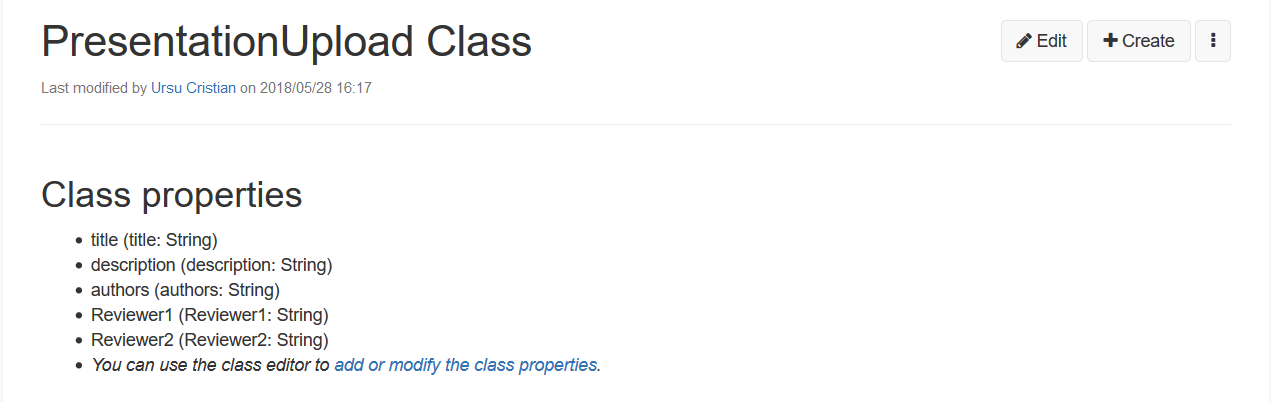 PresentationUpload Class
Edit
Create
Last modified by Ursu Cristian on 2018/05/28 16:17
Class properties
title (title: String)
description (description: String)
authors (authors: String)
Reviewer1 (Reviewer1: String)
Reviewer2 (Reviewer2: String)
You can use the class editor to add or modify the class properties.